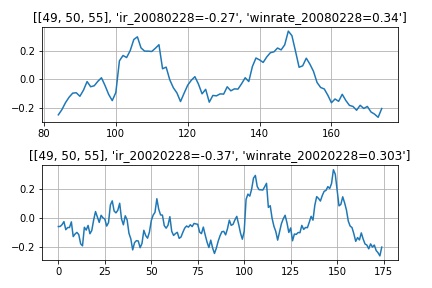 [[49, 50, 55], 'ir_20080228=-0.27', 'winrate_20080228=0.34']
0.2
0.0
−0.2
80 100 120 140 160
[[49, 50, 55], 'ir_20020228=-0.37', 'winrate_20020228=0.303']
0.2
0.0
−0.2
0 25 50 75 100 125 150 175